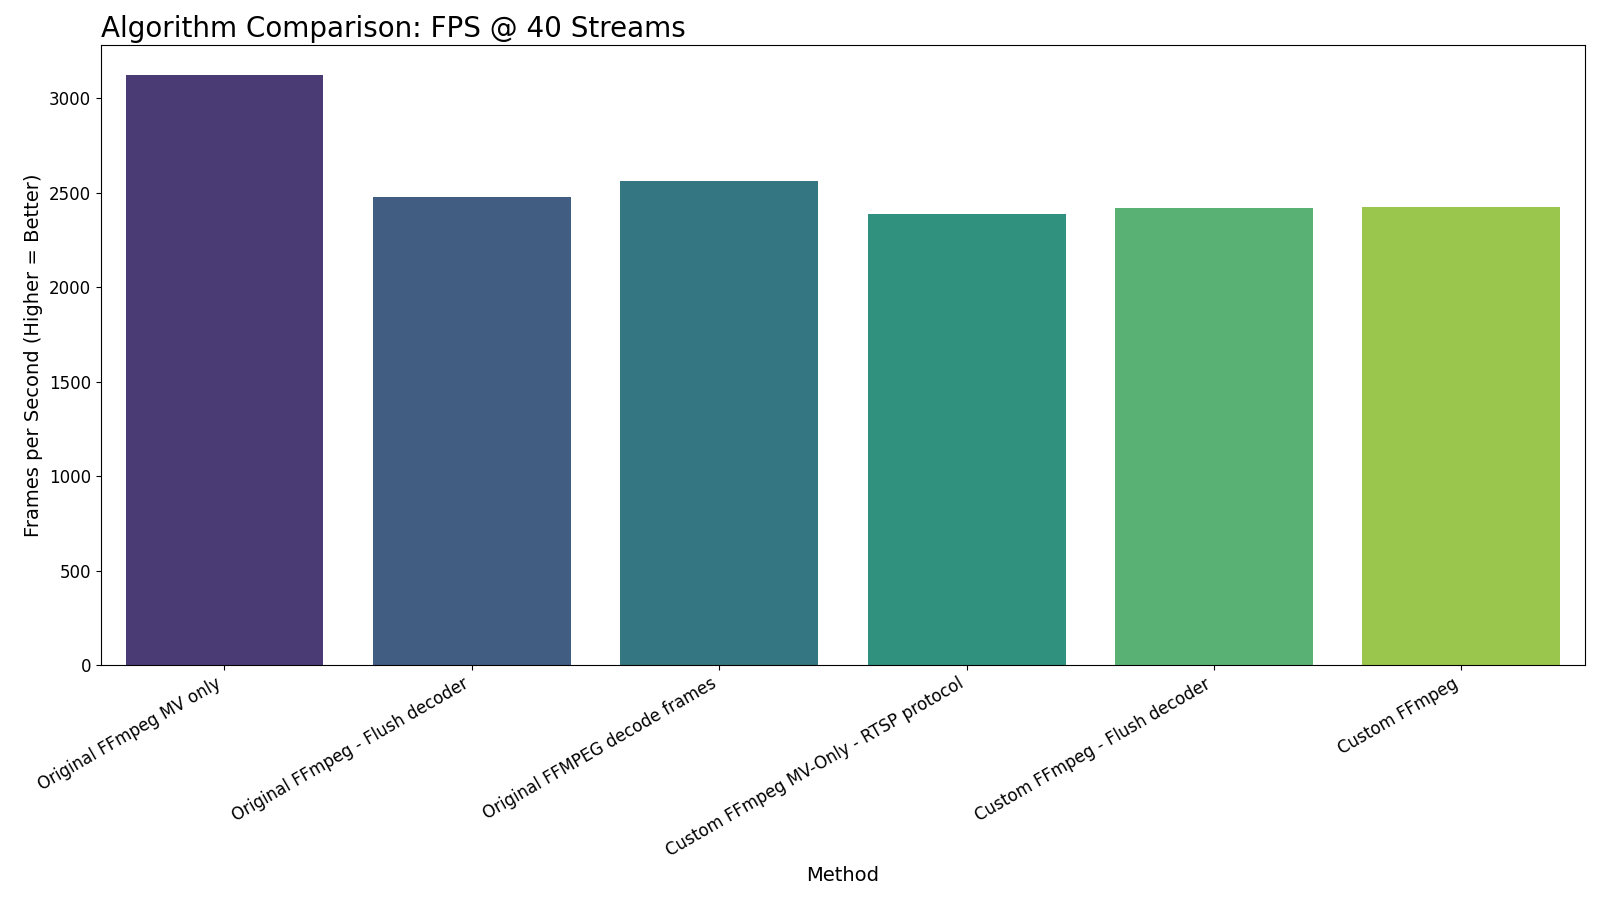 Algorithm Comparison: FPS @ 40 Streams
Frames per Second (Higher = Better)
3000
2500
2000
1500
1000
500
0
Original FFmpeg MV only
Original FFmpeg - Flush decoder
Original FFMPEG decode frames
Custom FFmpeg MV-Only - RTSP protocol
Custom FFmpeg - Flush decoder
Custom FFmpeg
Method